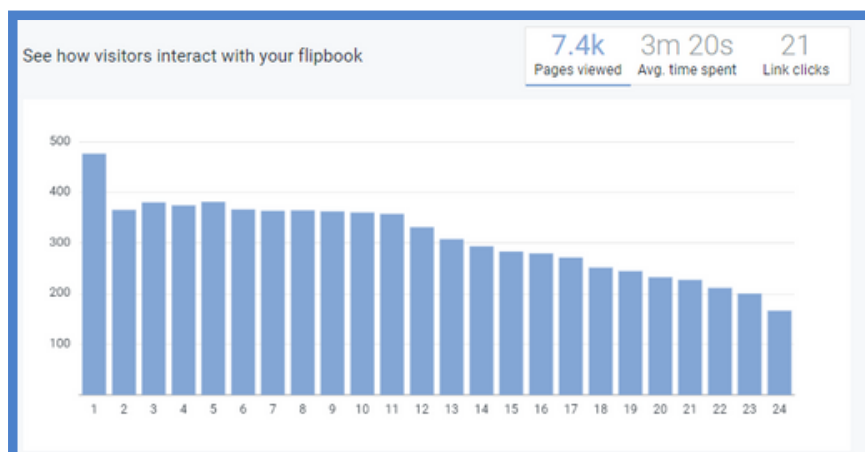 See how visitors interact with your flipbook
7.4k 3m 20s 21
Pages viewed Avg. time spent Link clicks
500
400
300
200
100
1 2 3 4 5 6 7 8 9 10 11 12 13 14 15 16 17 18 19 20 21 22 23 24